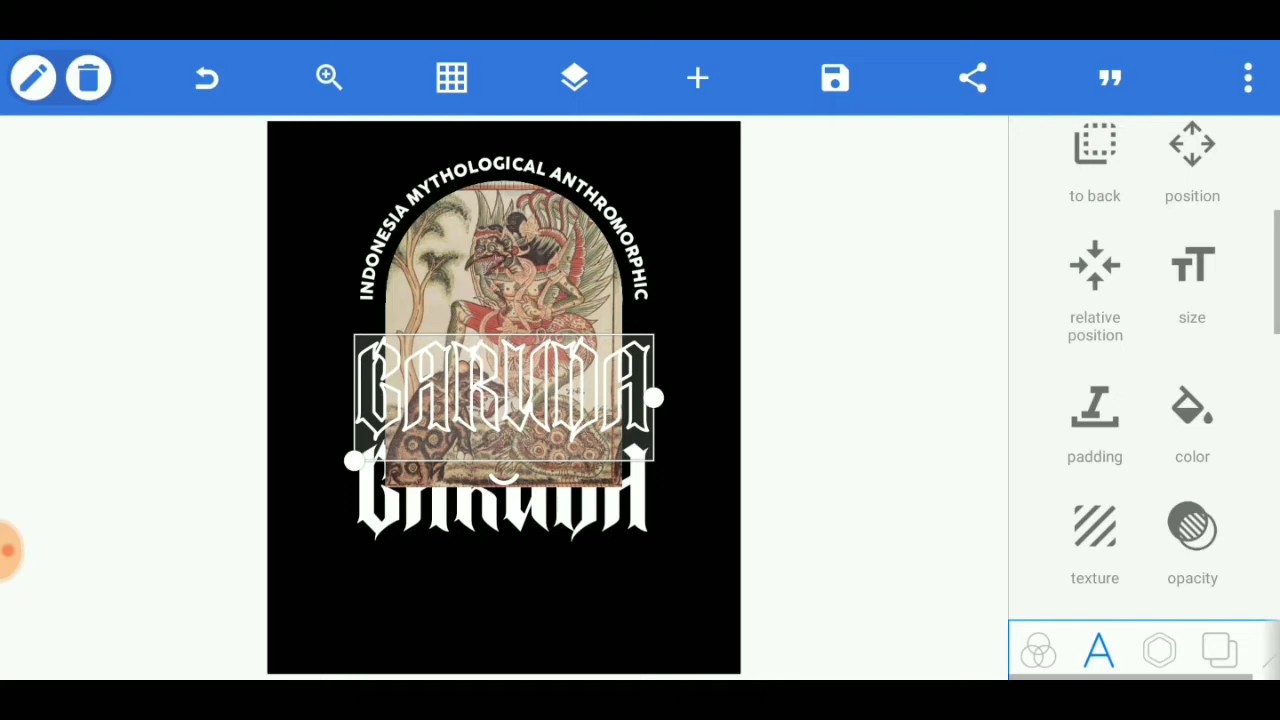 INDONESIA MYTHOLOGICAL ANTHROMORPHIC
GARUDA
GARUDA
to back
position
relative
position
size
padding
color
texture
opacity